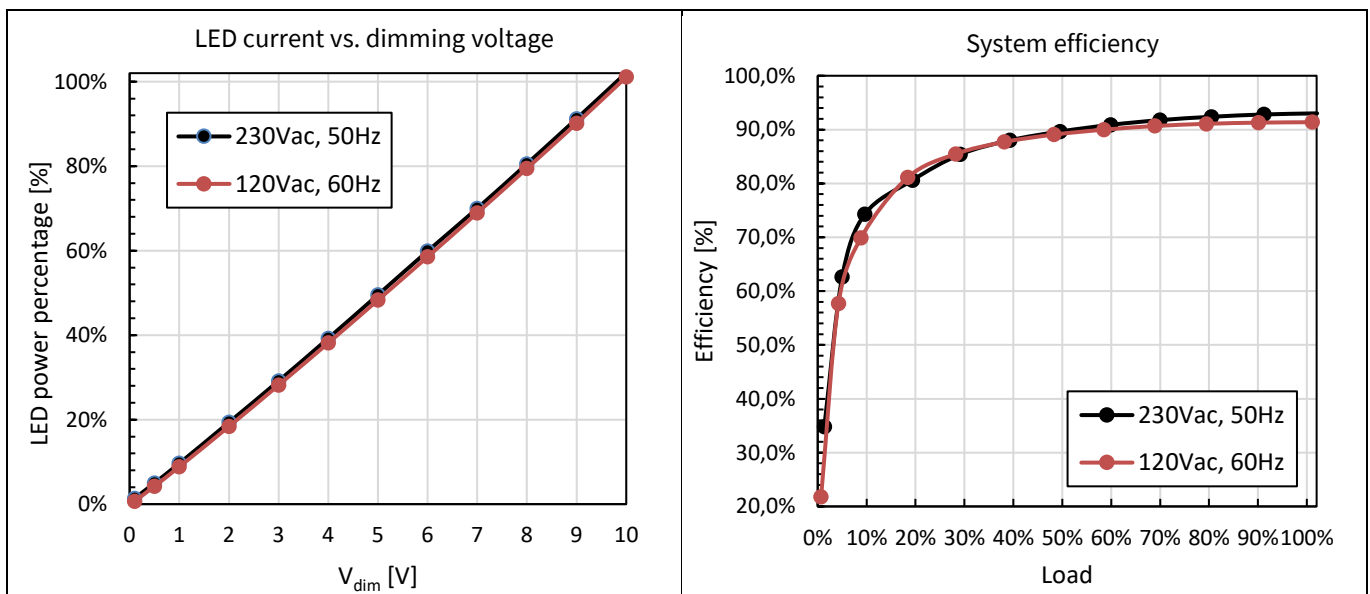 LED current vs. dimming voltage
LED power percentage [%]
100%
80%
60%
40%
20%
0%
230Vac, 50Hz
120Vac, 60Hz
0 1 2 3 4 5 6 7 8 9 10
Vdim [V]
System efficiency
Efficiency [%]
100,0%
90,0%
80,0%
70,0%
60,0%
50,0%
40,0%
30,0%
20,0%
230Vac, 50Hz
120Vac, 60Hz
0% 10% 20% 30% 40% 50% 60% 70% 80% 90% 100%
Load